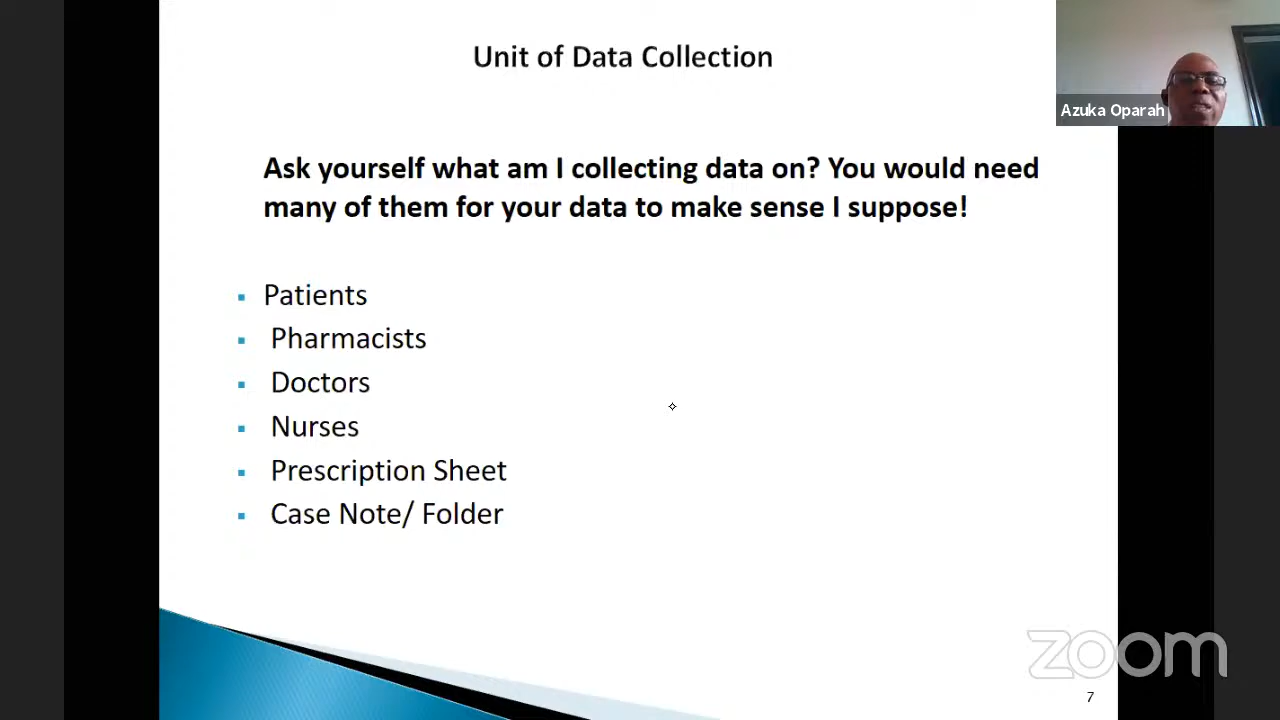 Unit of Data Collection
Azuka Oparah
Ask yourself what am I collecting data on? You would need
many of them for your data to make sense I suppose!
Patients
Pharmacists
Doctors
Nurses
Prescription Sheet
Case Note/ Folder
zoom
7